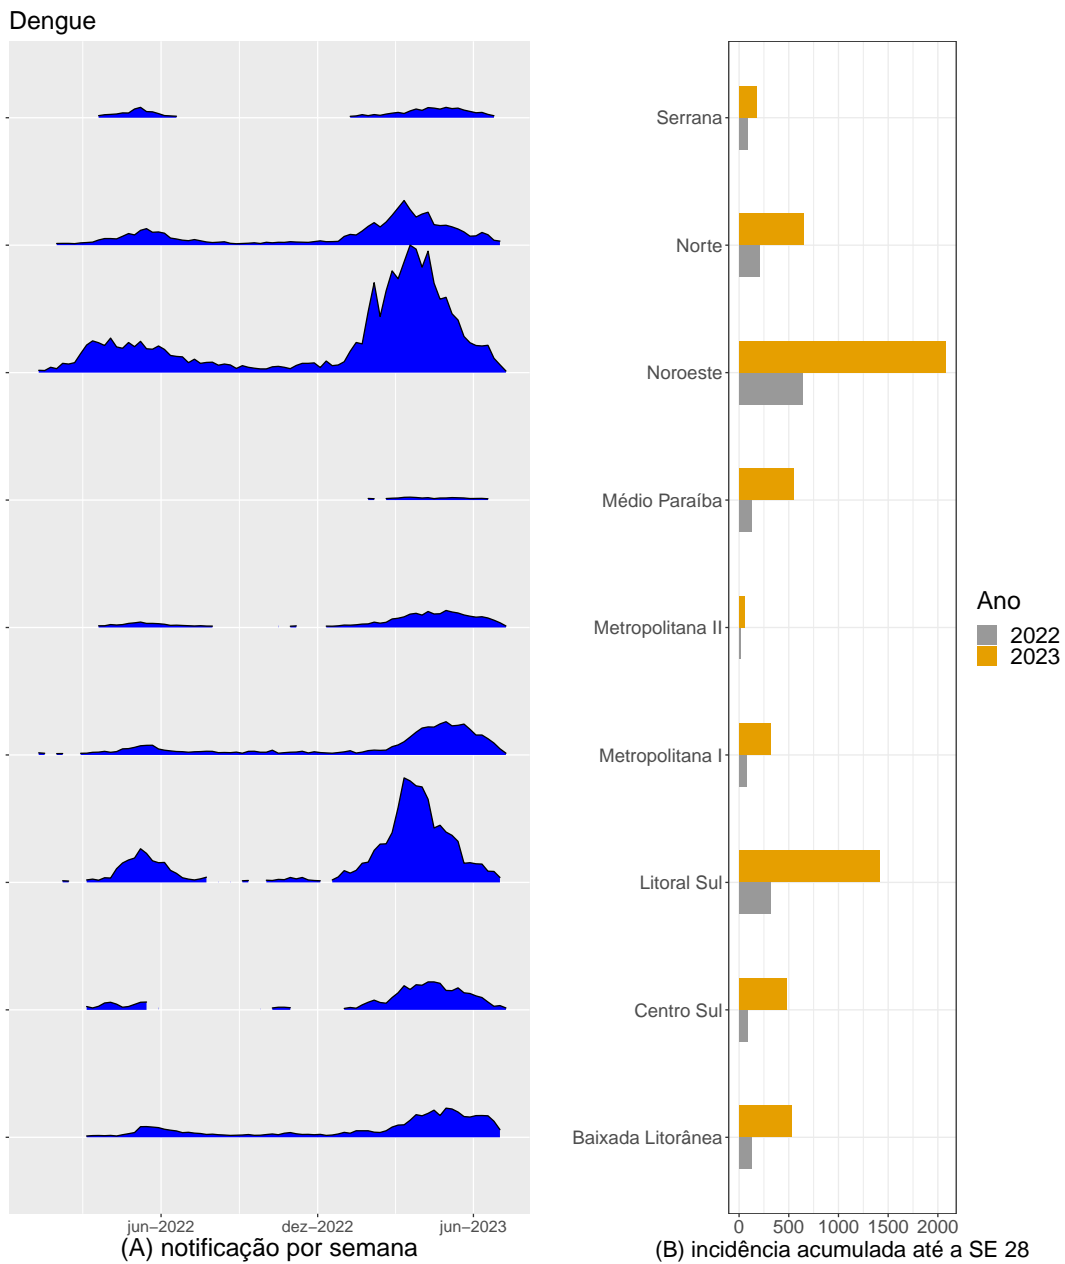 Dengue
Serrana
Norte
Noroeste
Médio Paraíba
Metropolitana II
Metropolitana I
Litoral Sul
Centro Sul
Baixada Litorânea
jun–2022 dez–2022 jun–2023
(A) notificação por semana
0 500 1000 1500 2000
(B) incidência acumulada até a SE 28
Ano
2022
2023